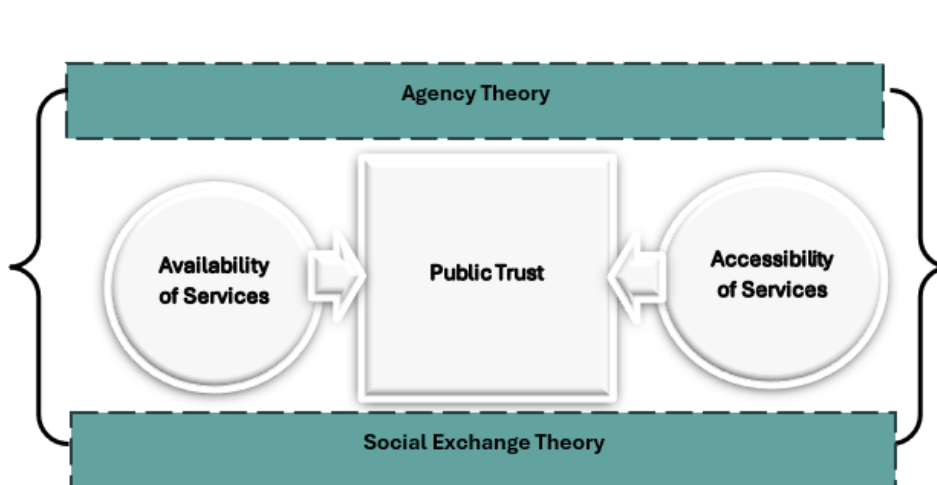 Agency Theory
Availability
of Services
Public Trust
Accessibility
of Services
Social Exchange Theory